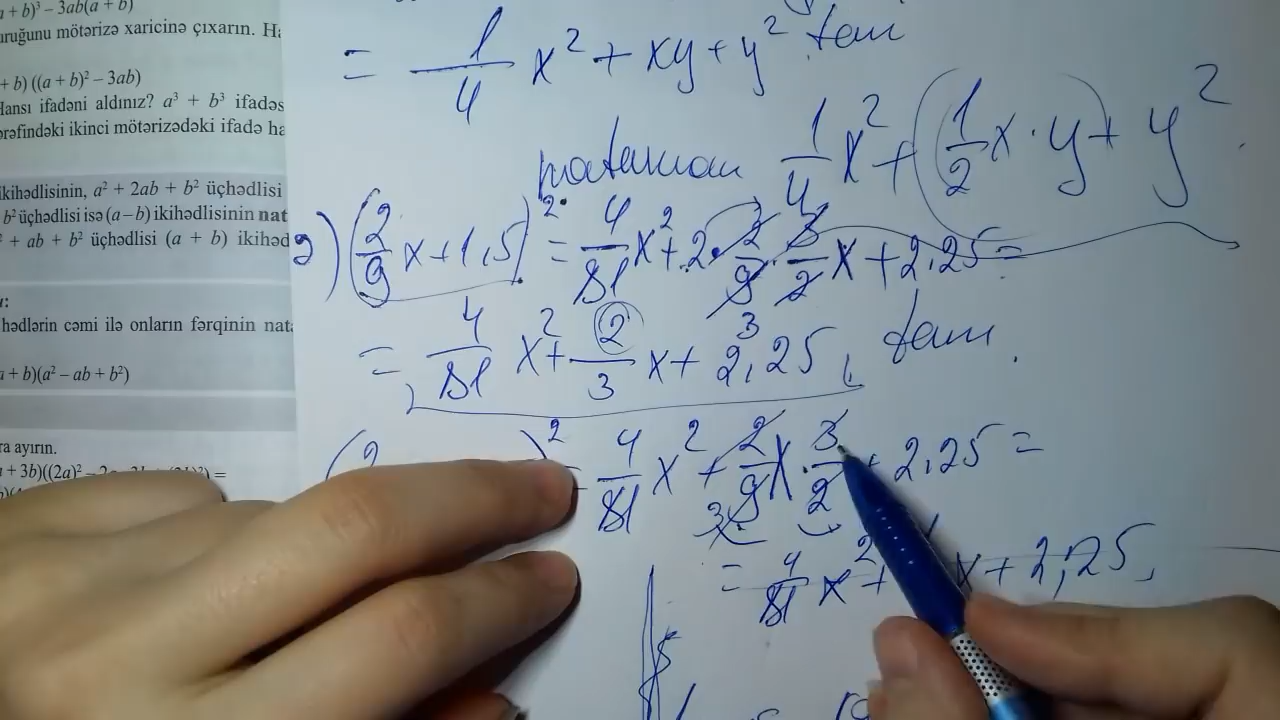 a + b)³ – 3ab(a + b)
uruğunu mötərizə xaricinə çıxarın. Ha
+ b) ((a + b)² – 3ab)
Hansı ifadəni aldınız? a³ + b³ ifadəs
ərəfindəki ikinci mötərizədəki ifadə ha
ikihədlisinin, a² + 2ab + b² üçhədlisi
b² üçhədlisi isə (a – b) ikihədlisinin nat
² + ab + b² üçhədlisi (a + b) ikihəd
hədlərin cəmi ilə onların fərqinin nata
a + b)(a² – ab + b²)
ra ayırın.
= 1/4 x² + xy + y² tam
natamam 1/4 x² + (1/2 x · y + y²
2) (2/9 x + 1,5)² = 4/81 x² + 2 · 2/9 · 3/2 x + 2,25 =
= 4/81 x² + 2/3 x + 2,25, tam.
= 4/81 x² + 2/9 x · 3/2 + 2,25 =
= 4/81 x² + x + 2,25,